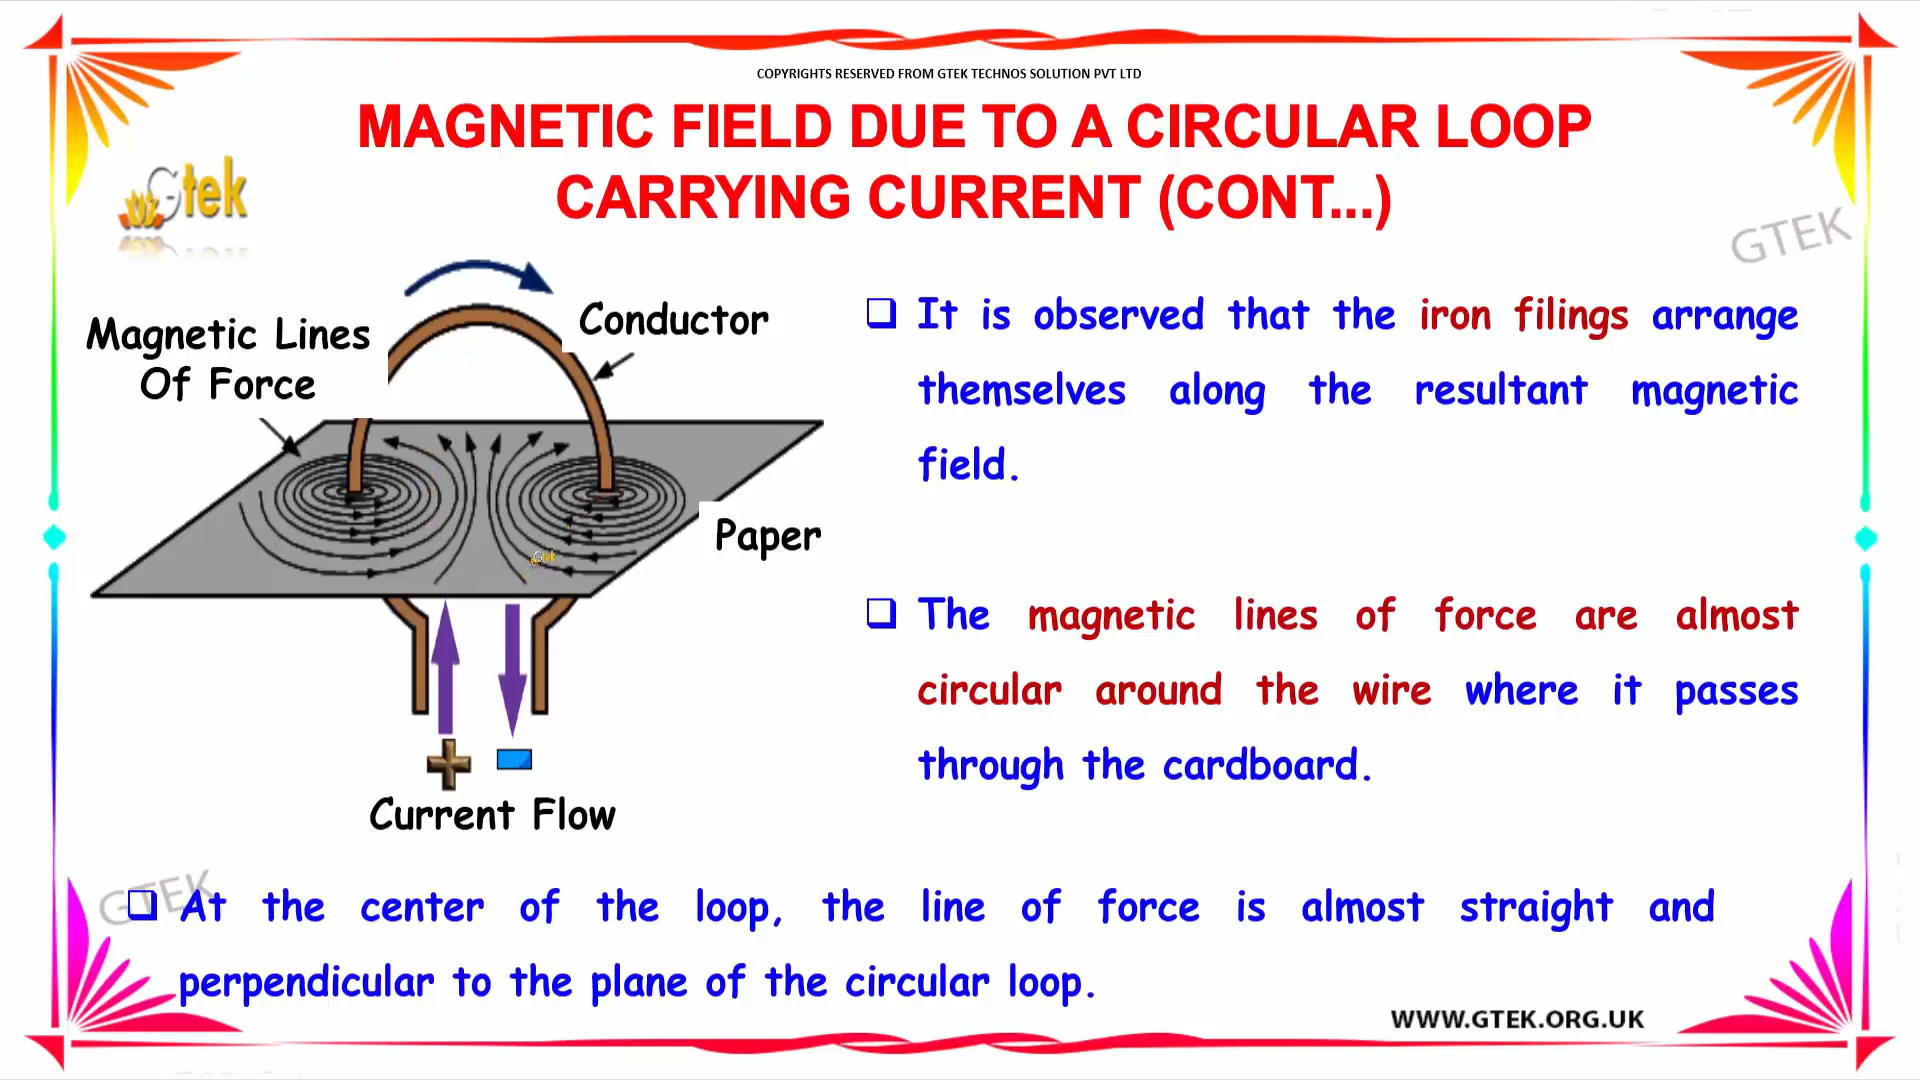 COPYRIGHTS RESERVED FROM GTEK TECHNOS SOLUTION PVT LTD
MAGNETIC FIELD DUE TO A CIRCULAR LOOP
CARRYING CURRENT (CONT...)
Gtek
GTEK
Magnetic Lines
Of Force
Conductor
Paper
Gtek
Current Flow
It is observed that the iron filings arrange
themselves along the resultant magnetic
field.
The magnetic lines of force are almost
circular around the wire where it passes
through the cardboard.
GTEK
At the center of the loop, the line of force is almost straight and
perpendicular to the plane of the circular loop.
WWW.GTEK.ORG.UK